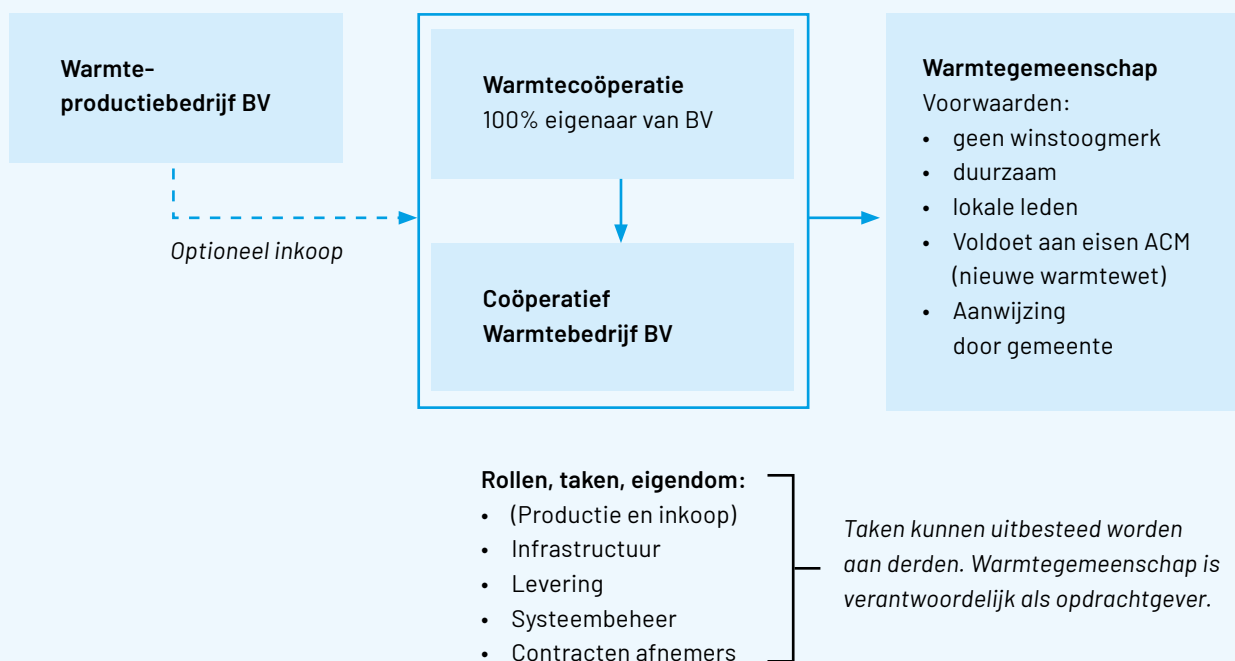 Warmte-
productiebedrijf BV
Optioneel inkoop
Warmtecoöperatie
100% eigenaar van BV
Coöperatief
Warmtebedrijf BV
Warmtegemeenschap
Voorwaarden:
• geen winstoogmerk
• duurzaam
• lokale leden
• Voldoet aan eisen ACM
(nieuwe warmtewet)
• Aanwijzing
door gemeente
Rollen, taken, eigendom:
• (Productie en inkoop)
• Infrastructuur
• Levering
• Systeembeheer
• Contracten afnemers
Taken kunnen uitbesteed worden
aan derden. Warmtegemeenschap is
verantwoordelijk als opdrachtgever.